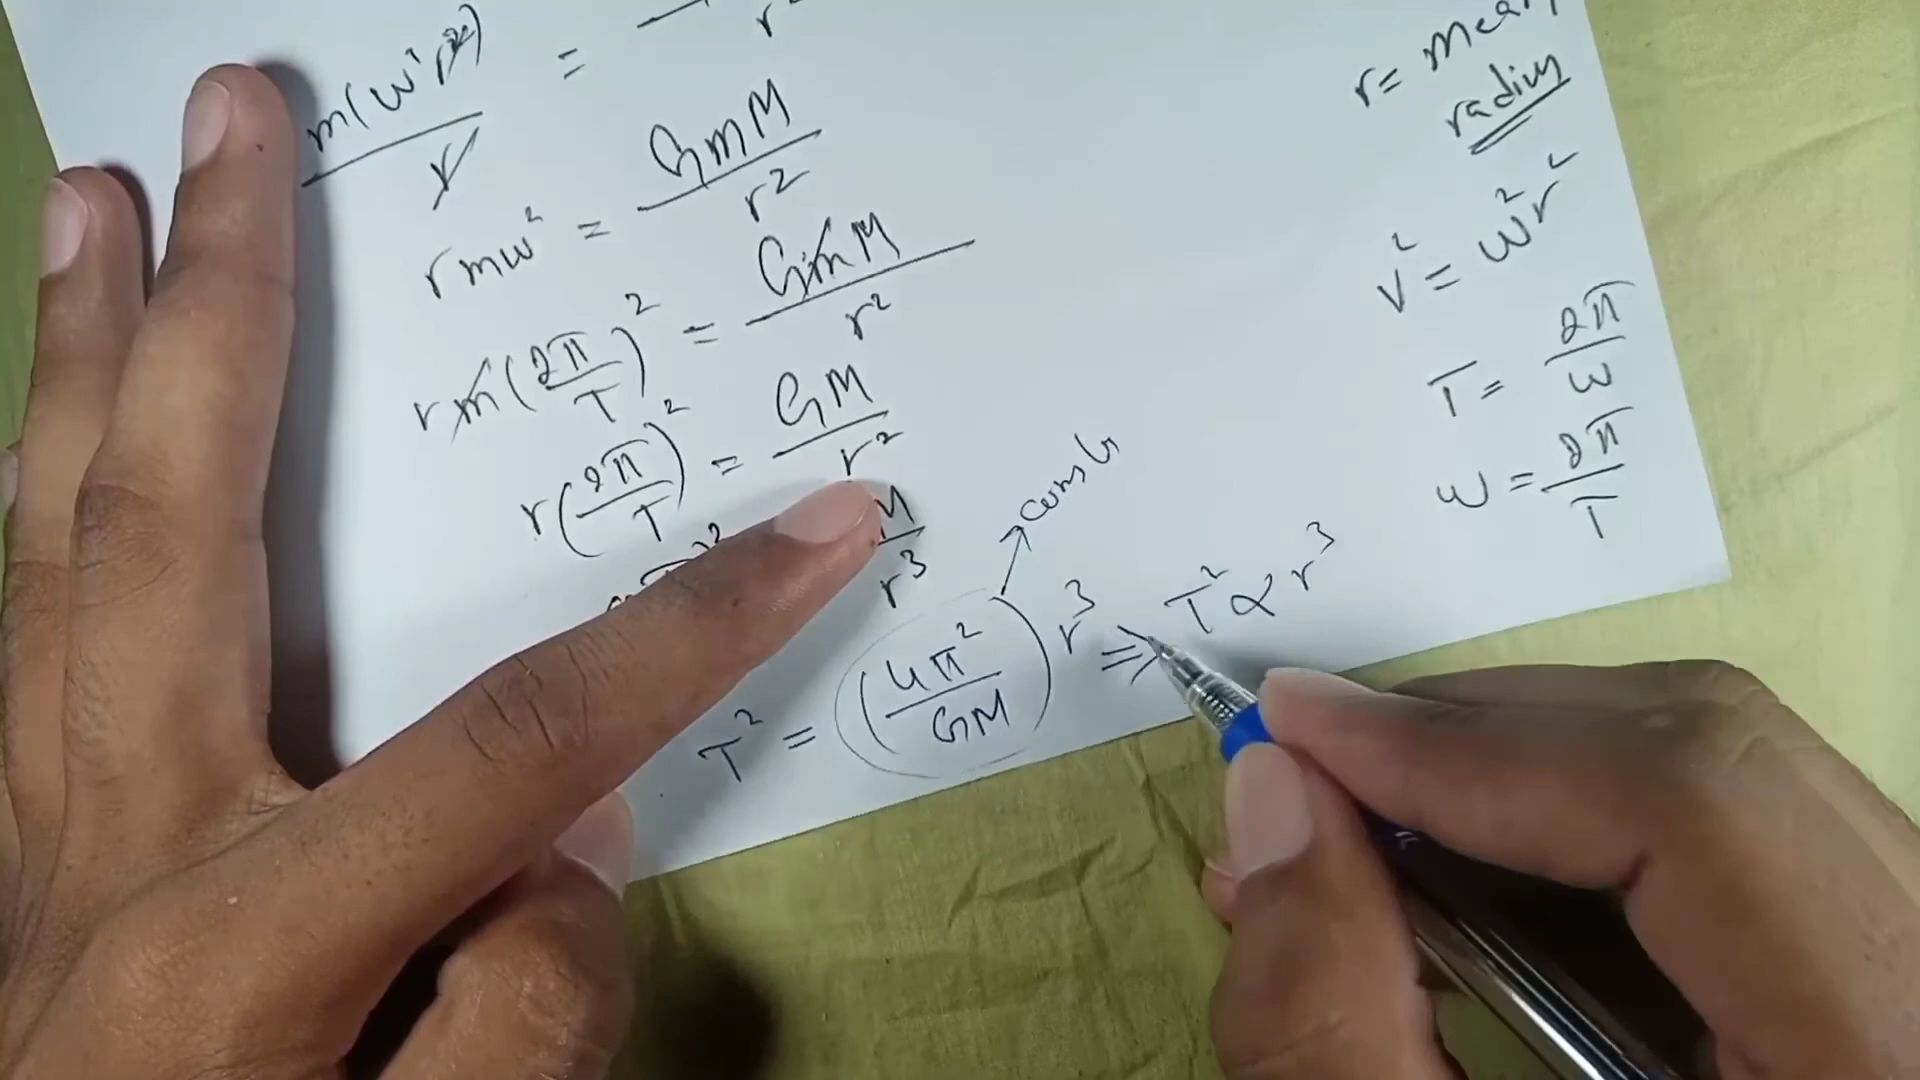 m(ω²r²)/r =
rmω² = GmM/r²
rm(2π/T)² = GmM/r²
r(2π/T)² = GM/r²
M/r³
T² = (4π²/GM) r³ ⇒ T² ∝ r³
r = mean
radius
v² = ω²r²
T = 2π/ω
ω = 2π/T